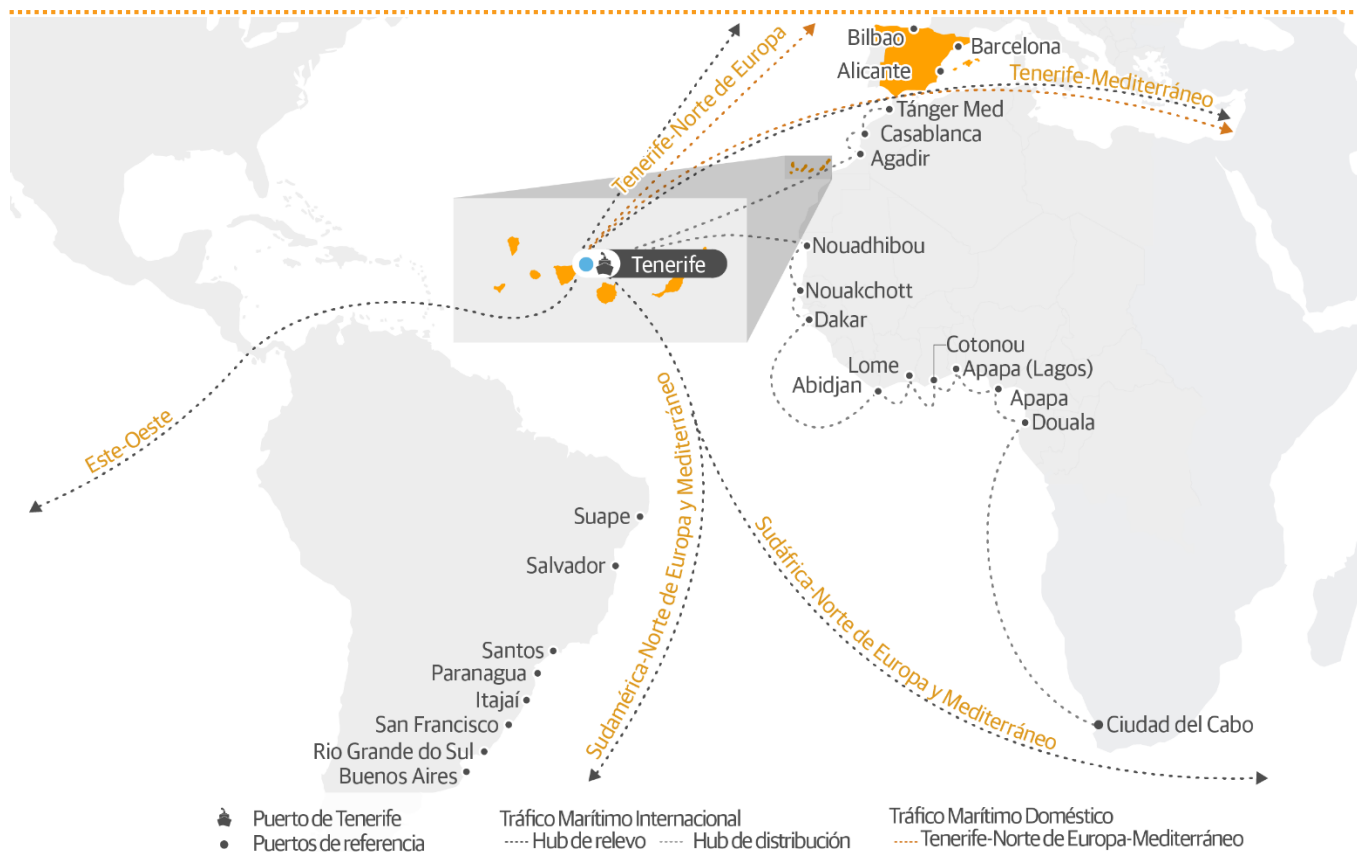 Bilbao
Barcelona
Alicante
Tenerife-Norte de Europa
Tenerife-Mediterráneo
Tánger Med
Casablanca
Agadir
Tenerife
Nouadhibou
Nouakchott
Dakar
Cotonou
Lome
Apapa (Lagos)
Abidjan
Apapa
Douala
Este-Oeste
Sudamérica-Norte de Europa y Mediterráneo
Sudáfrica-Norte de Europa y Mediterráneo
Suape
Salvador
Santos
Paranagua
Itajaí
San Francisco
Rio Grande do Sul
Buenos Aires
Ciudad del Cabo
Puerto de Tenerife
Puertos de referencia
Tráfico Marítimo Internacional
Hub de relevo
Hub de distribución
Tráfico Marítimo Doméstico
Tenerife-Norte de Europa-Mediterráneo